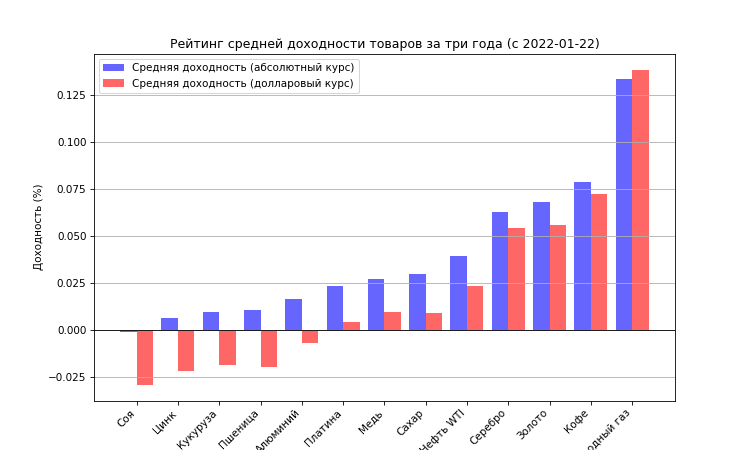 Рейтинг средней доходности товаров за три года (с 2022-01-22)
Средняя доходность (абсолютный курс)
Средняя доходность (долларовый курс)
Доходность (%)
0.125
0.100
0.075
0.050
0.025
0.000
−0.025
Соя
Цинк
Кукуруза
Пшеница
Алюминий
Платина
Медь
Сахар
Нефть WTI
Серебро
Золото
Кофе
газ